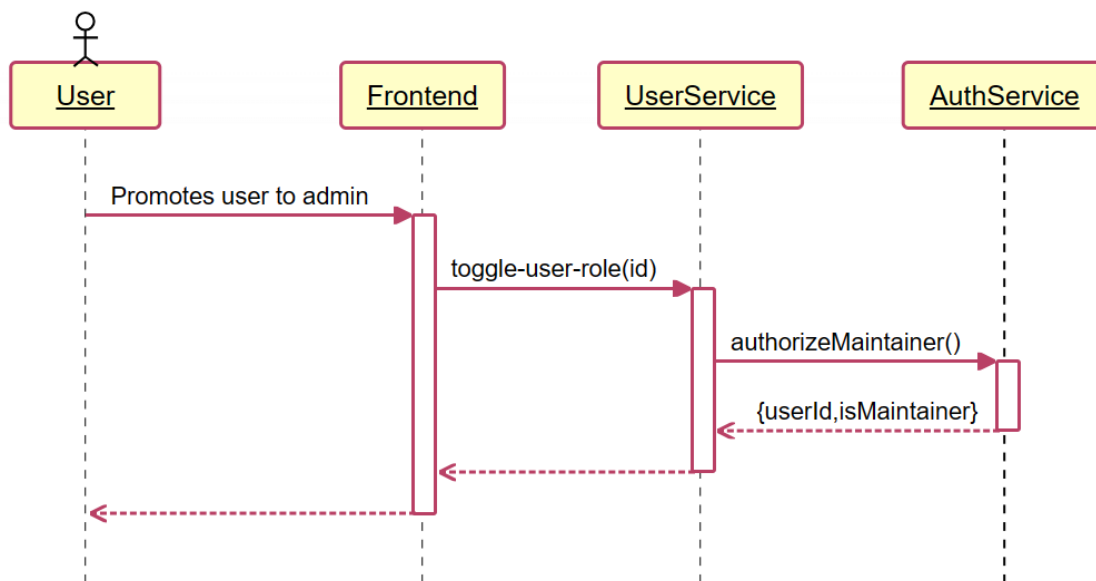 User
Frontend
UserService
AuthService
Promotes user to admin
toggle-user-role(id)
authorizeMaintainer()
{userId,isMaintainer}